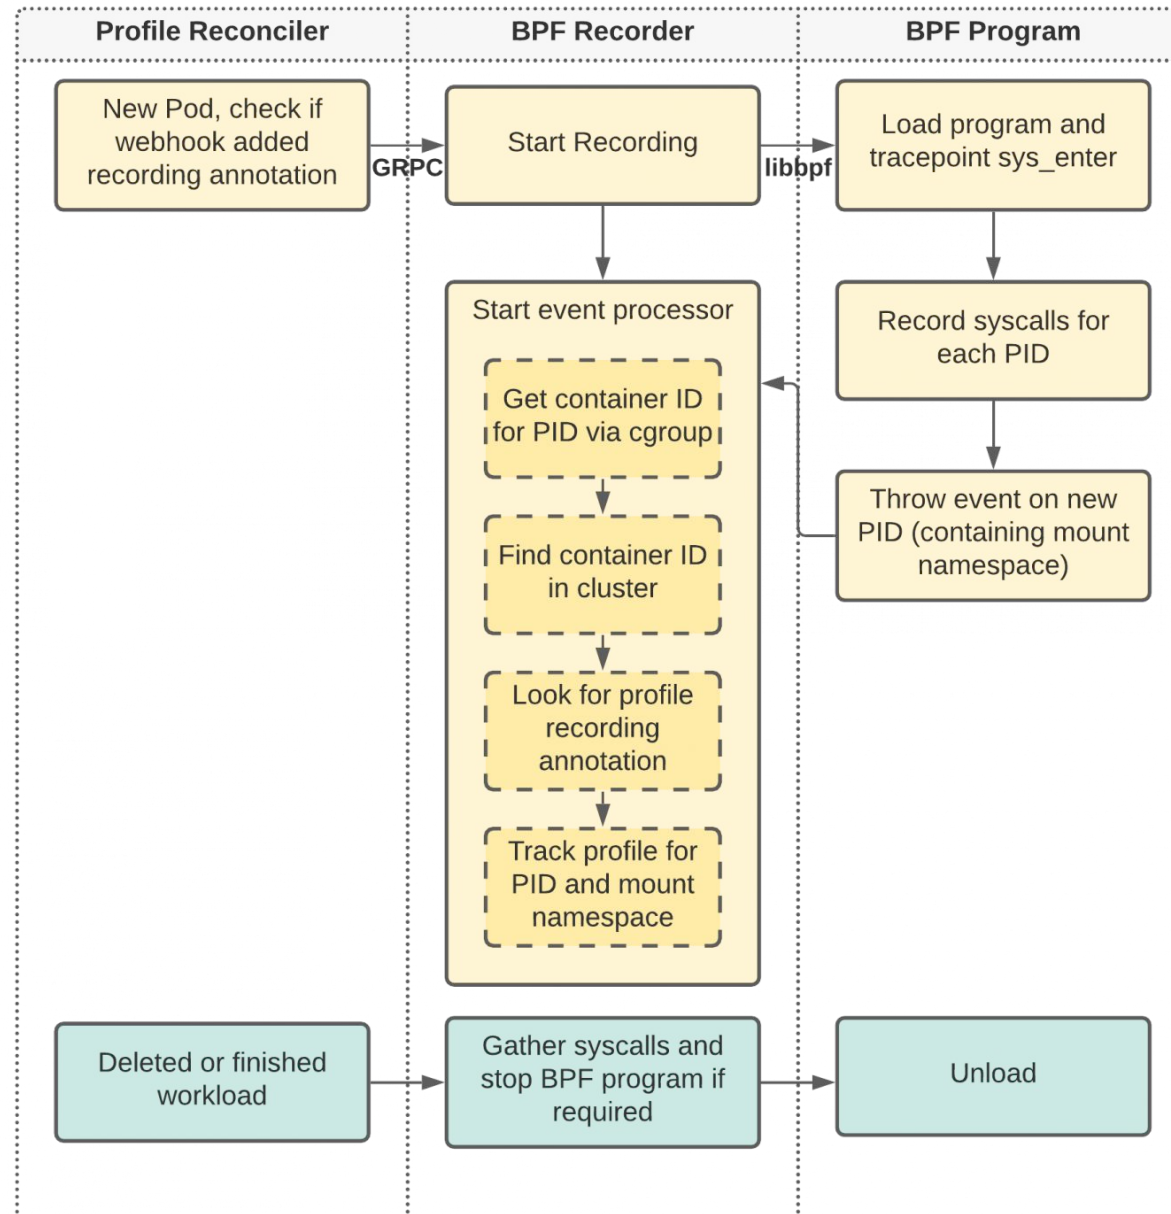 Profile Reconciler
BPF Recorder
BPF Program
New Pod, check if
webhook added
recording annotation
GRPC
Start Recording
libbpf
Load program and
tracepoint sys_enter
Start event processor
Get container ID
for PID via cgroup
Find container ID
in cluster
Look for profile
recording
annotation
Track profile for
PID and mount
namespace
Record syscalls for
each PID
Throw event on new
PID (containing mount
namespace)
Deleted or finished
workload
Gather syscalls and
stop BPF program if
required
Unload